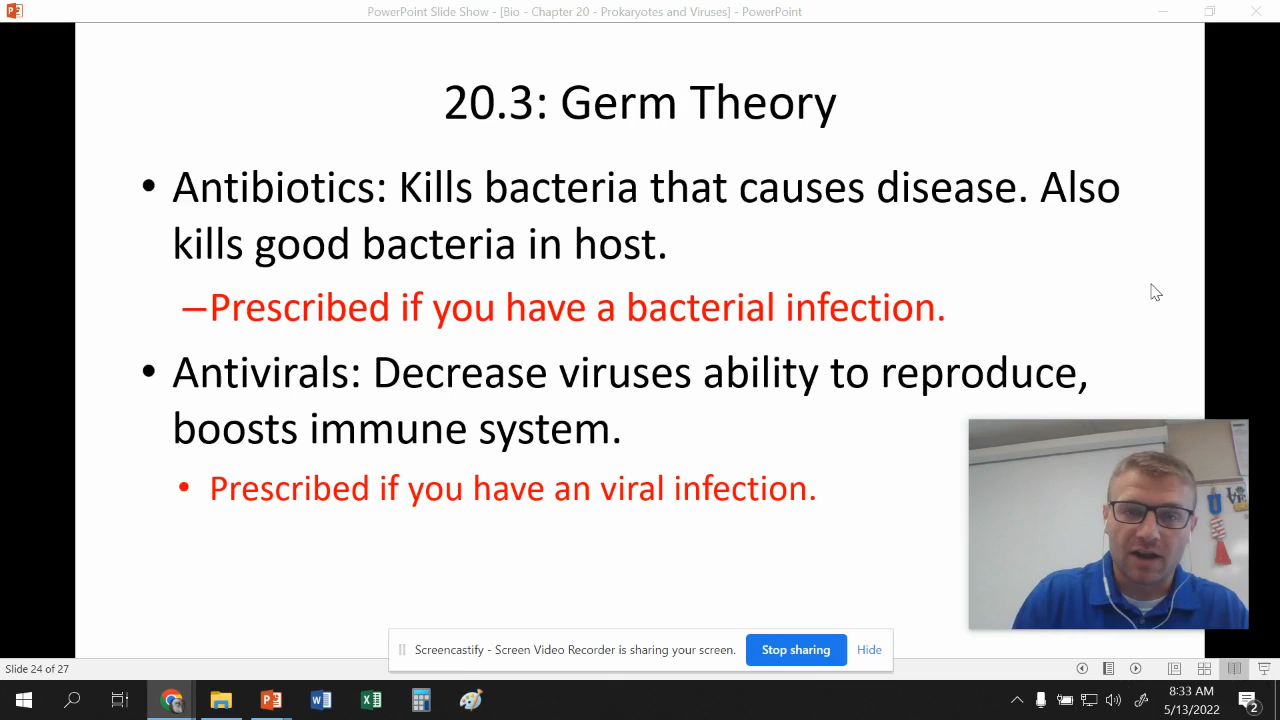 PowerPoint Slide Show - [Bio - Chapter 20 - Prokaryotes and Viruses] - PowerPoint
20.3: Germ Theory
• Antibiotics: Kills bacteria that causes disease. Also
kills good bacteria in host.
–Prescribed if you have a bacterial infection.
• Antivirals: Decrease viruses ability to reproduce,
boosts immune system.
• Prescribed if you have an viral infection.
Screencastify - Screen Video Recorder is sharing your screen.
Stop sharing
Hide
Slide 24 of 27
8:33 AM
5/13/2022
2